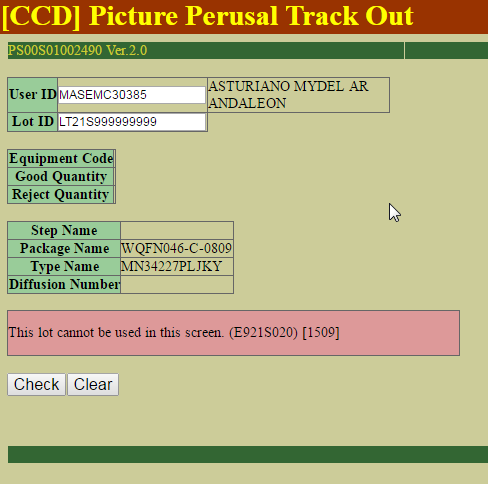 [CCD] Picture Perusal Track Out
PS00S01002490 Ver.2.0
User ID MASEMC30385 ASTURIANO MYDEL AR
ANDALEON
Lot ID LT21S999999999
Equipment Code
Good Quantity
Reject Quantity
Step Name
Package Name WQFN046-C-0809
Type Name MN34227PLJKY
Diffusion Number
This lot cannot be used in this screen. (E921S020) [1509]
Check Clear